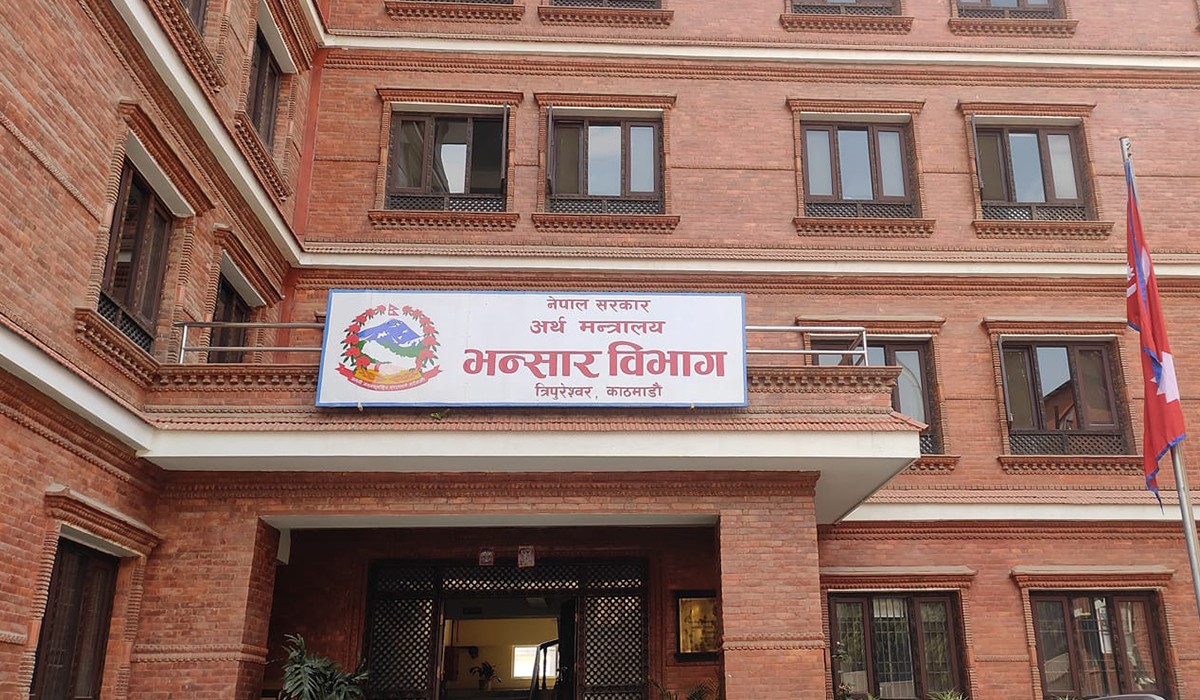 नेपाल सरकार
अर्थ मन्त्रालय
भन्सार विभाग
त्रिपुरेश्वर, काठमाडौं